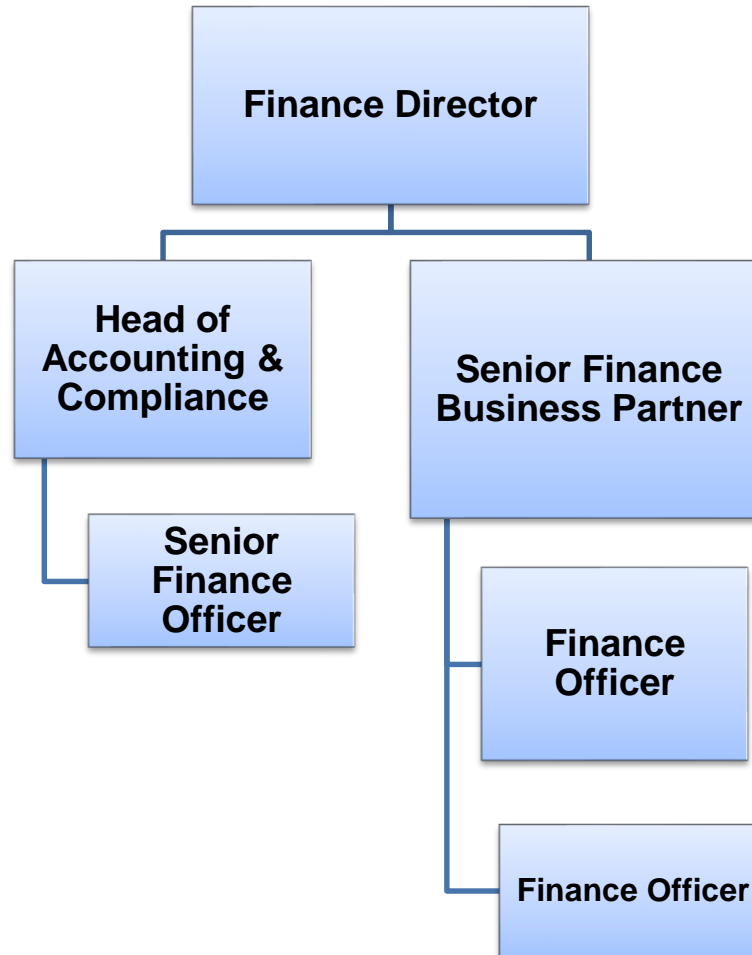 Finance Director
Head of
Accounting &
Compliance
Senior Finance
Business Partner
Senior
Finance
Officer
Finance
Officer
Finance Officer